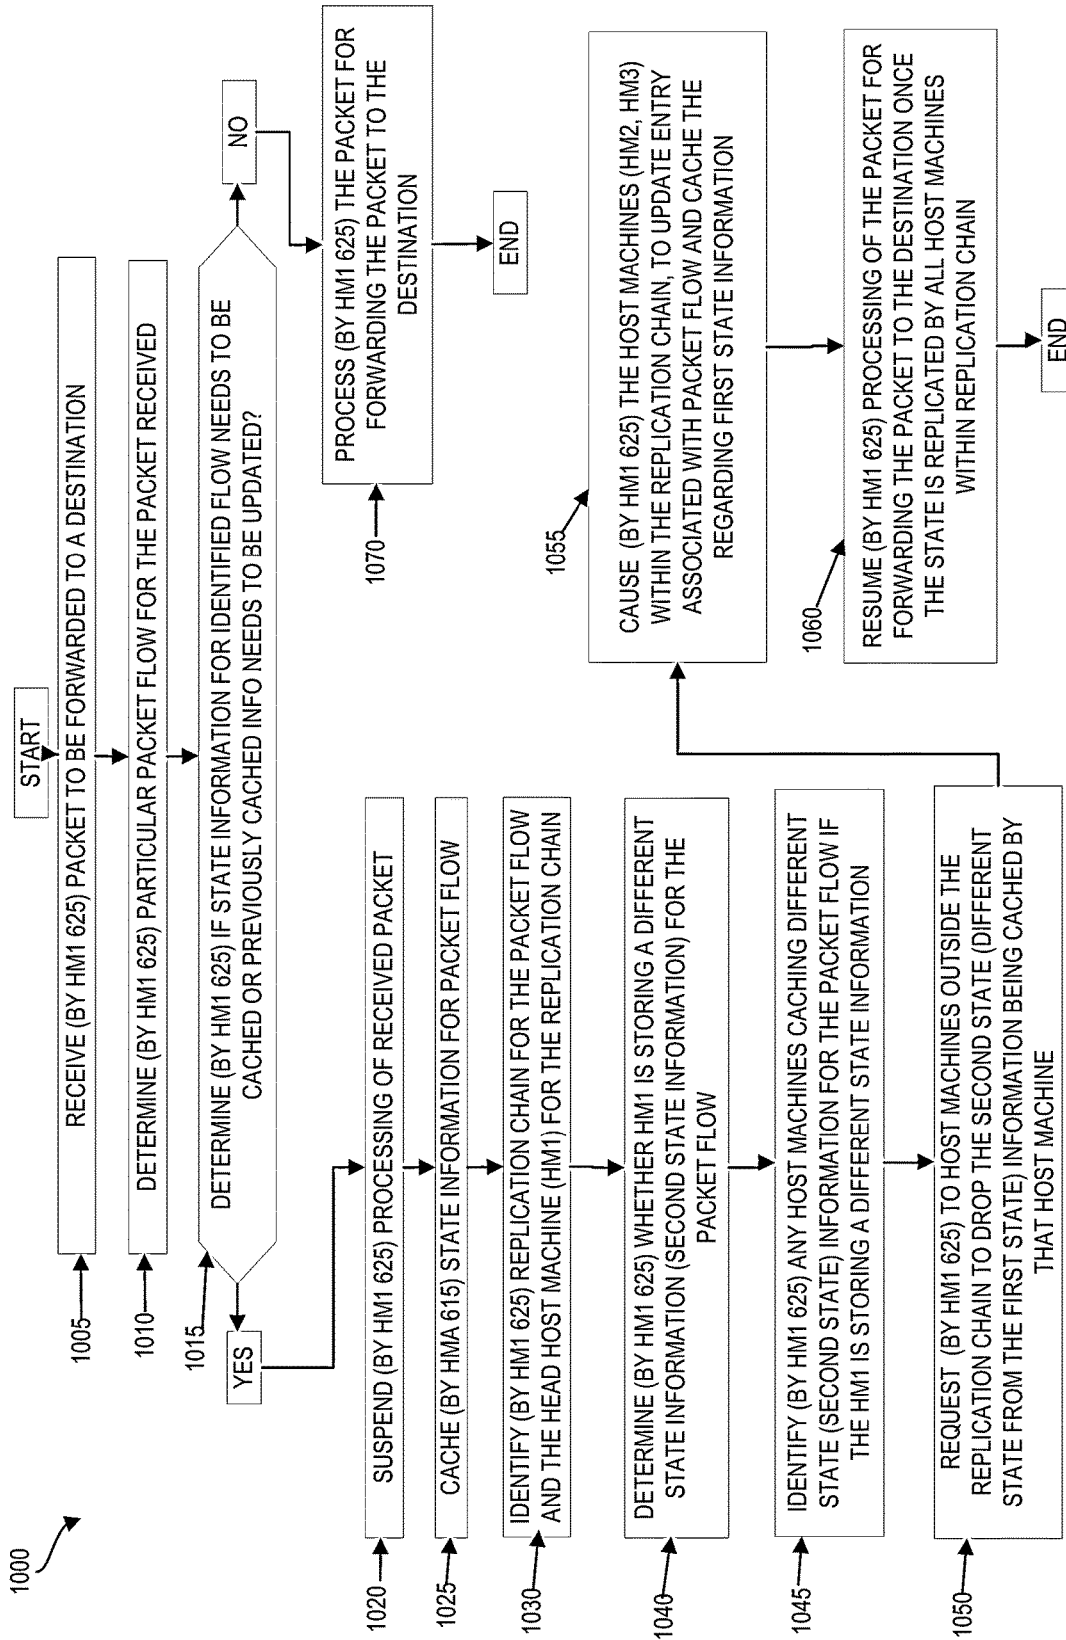 1000
START
RECEIVE (BY HM1 625) PACKET TO BE FORWARDED TO A DESTINATION
1005
DETERMINE (BY HM1 625) PARTICULAR PACKET FLOW FOR THE PACKET RECEIVED
1010
DETERMINE (BY HM1 625) IF STATE INFORMATION FOR IDENTIFIED FLOW NEEDS TO BE
CACHED OR PREVIOUSLY CACHED INFO NEEDS TO BE UPDATED?
1015
YES
NO
SUSPEND (BY HM1 625) PROCESSING OF RECEIVED PACKET
1020
CACHE (BY HMA 615) STATE INFORMATION FOR PACKET FLOW
1025
IDENTIFY (BY HM1 625) REPLICATION CHAIN FOR THE PACKET FLOW
AND THE HEAD HOST MACHINE (HM1) FOR THE REPLICATION CHAIN
1030
DETERMINE (BY HM1 625) WHETHER HM1 IS STORING A DIFFERENT
STATE INFORMATION (SECOND STATE INFORMATION) FOR THE
PACKET FLOW
1040
IDENTIFY (BY HM1 625) ANY HOST MACHINES CACHING DIFFERENT
STATE (SECOND STATE) INFORMATION FOR THE PACKET FLOW IF
THE HM1 IS STORING A DIFFERENT STATE INFORMATION
1045
REQUEST (BY HM1 625) TO HOST MACHINES OUTSIDE THE
REPLICATION CHAIN TO DROP THE SECOND STATE (DIFFERENT
STATE FROM THE FIRST STATE) INFORMATION BEING CACHED BY
THAT HOST MACHINE
1050
PROCESS (BY HM1 625) THE PACKET FOR
FORWARDING THE PACKET TO THE
DESTINATION
1070
END
CAUSE (BY HM1 625) THE HOST MACHINES (HM2, HM3)
WITHIN THE REPLICATION CHAIN, TO UPDATE ENTRY
ASSOCIATED WITH PACKET FLOW AND CACHE THE
REGARDING FIRST STATE INFORMATION
1055
RESUME (BY HM1 625) PROCESSING OF THE PACKET FOR
FORWARDING THE PACKET TO THE DESTINATION ONCE
THE STATE IS REPLICATED BY ALL HOST MACHINES
WITHIN REPLICATION CHAIN
1060
END